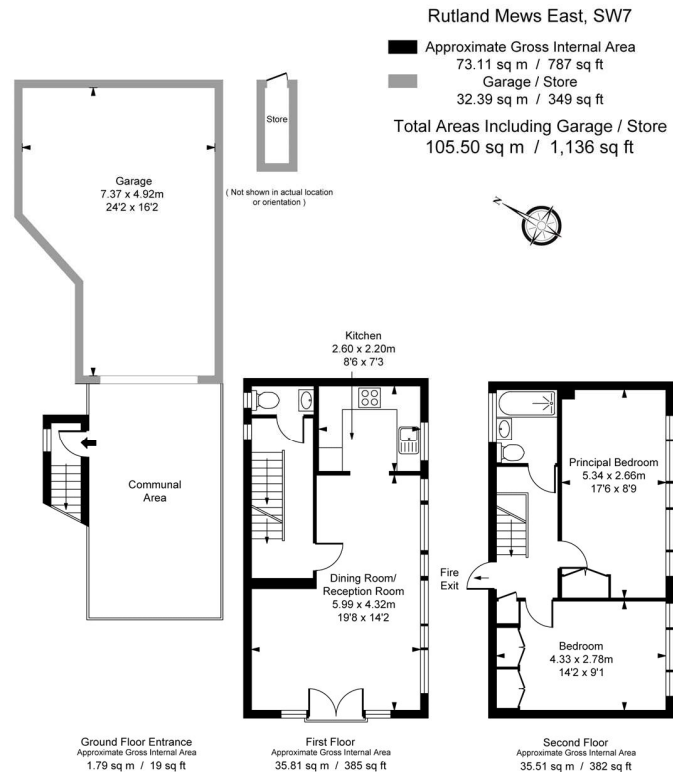 Rutland Mews East, SW7
Approximate Gross Internal Area
73.11 sq m / 787 sq ft
Garage / Store
32.39 sq m / 349 sq ft
Total Areas Including Garage / Store
105.50 sq m / 1,136 sq ft
Store
( Not shown in actual location
or orientation )
Garage
7.37 x 4.92m
24'2 x 16'2
N
Kitchen
2.60 x 2.20m
8'6 x 7'3
Communal
Area
Dining Room/
Reception Room
5.99 x 4.32m
19'8 x 14'2
Principal Bedroom
5.34 x 2.66m
17'6 x 8'9
Fire
Exit
Bedroom
4.33 x 2.78m
14'2 x 9'1
Ground Floor Entrance
Approximate Gross Internal Area
1.79 sq m / 19 sq ft
First Floor
Approximate Gross Internal Area
35.81 sq m / 385 sq ft
Second Floor
Approximate Gross Internal Area
35.51 sq m / 382 sq ft